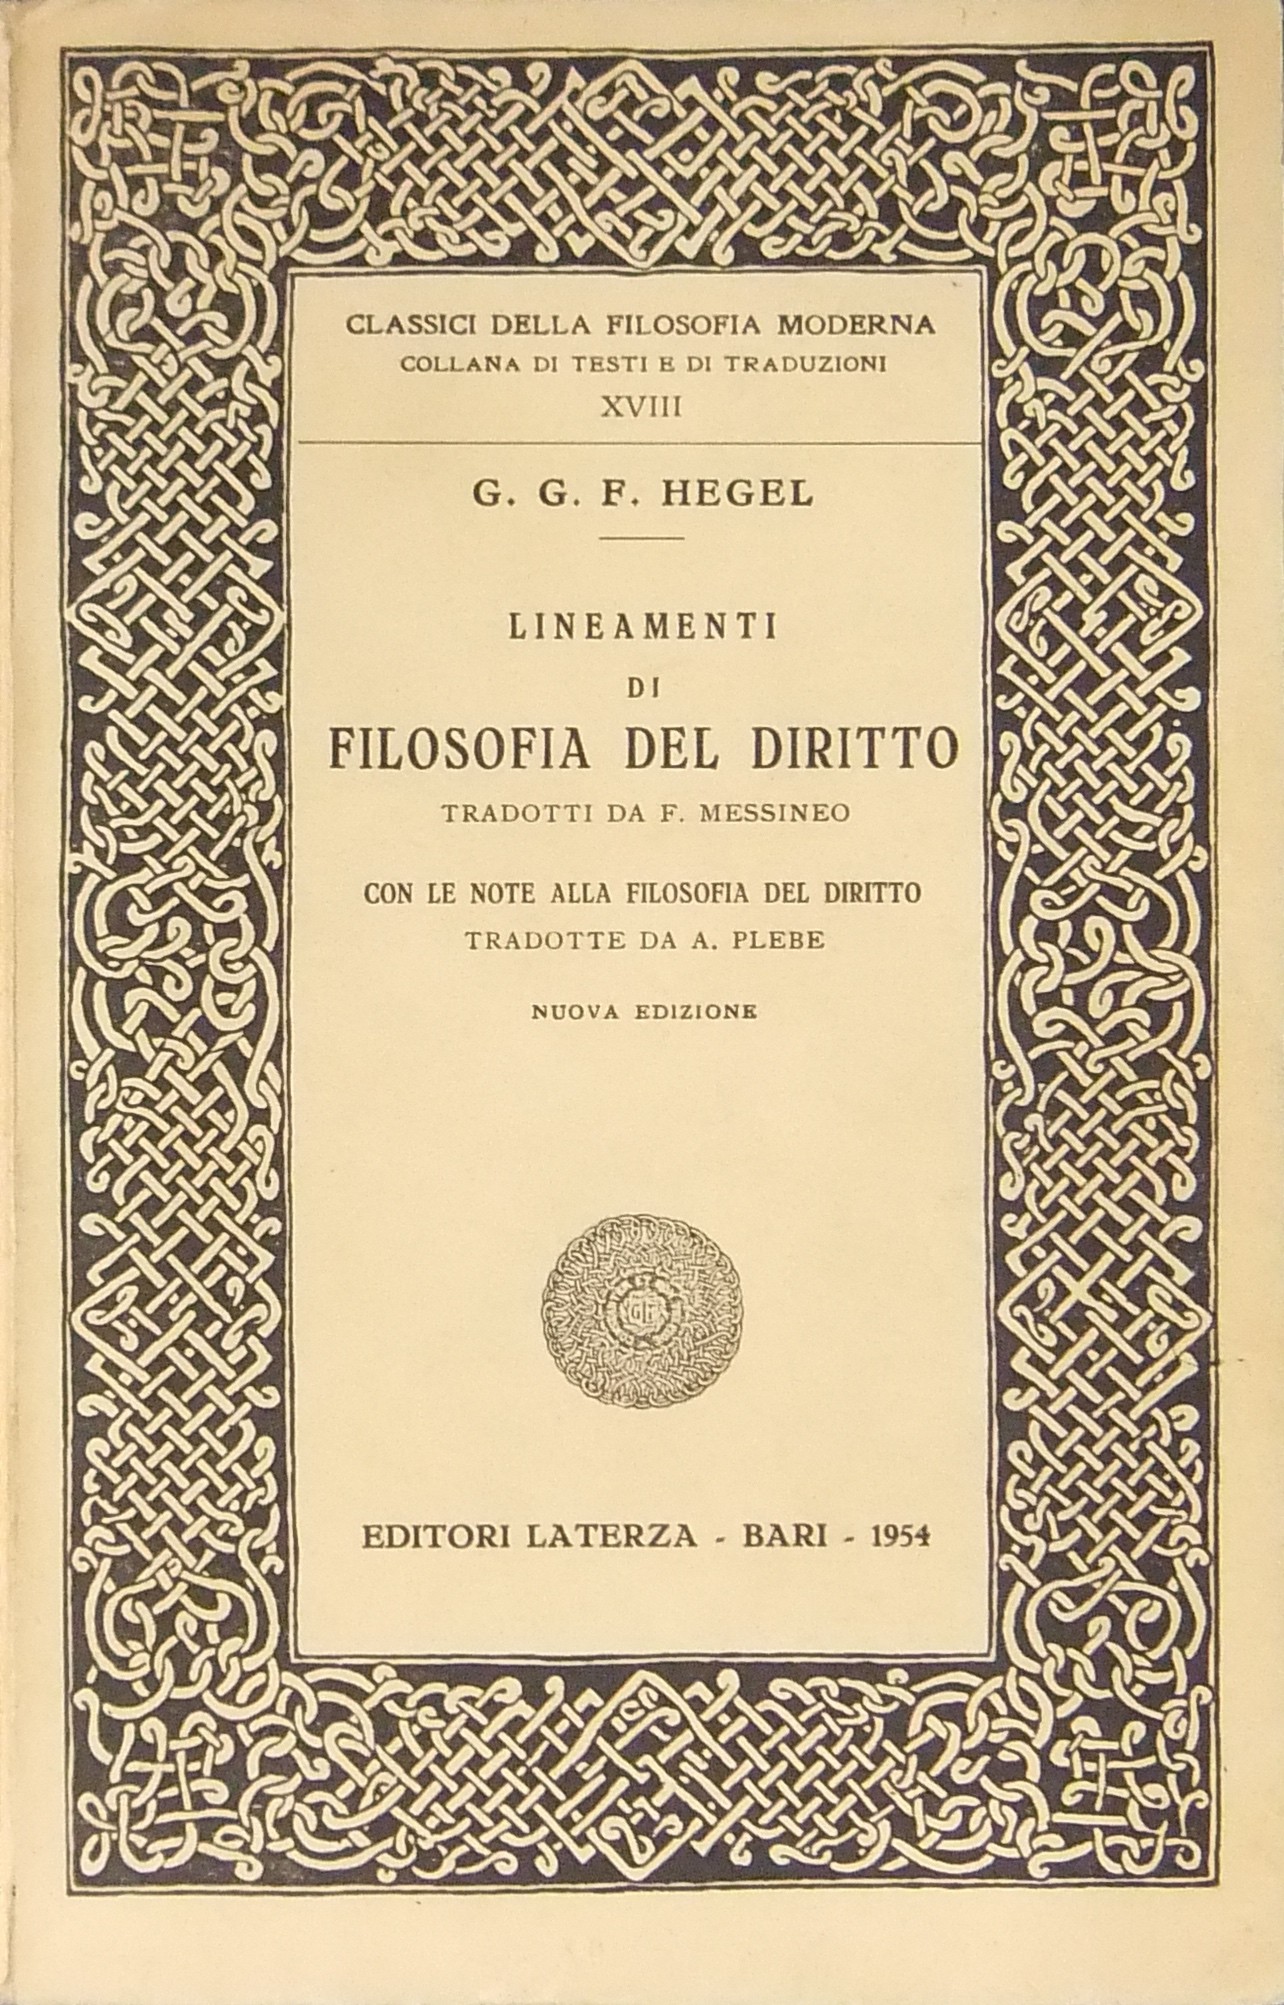 CLASSICI DELLA FILOSOFIA MODERNA
COLLANA DI TESTI E DI TRADUZIONI
XVIII
G. G. F. HEGEL
LINEAMENTI
DI
FILOSOFIA DEL DIRITTO
TRADOTTI DA F. MESSINEO
CON LE NOTE ALLA FILOSOFIA DEL DIRITTO
TRADOTTE DA A. PLEBE
NUOVA EDIZIONE
EDITORI LATERZA - BARI - 1954